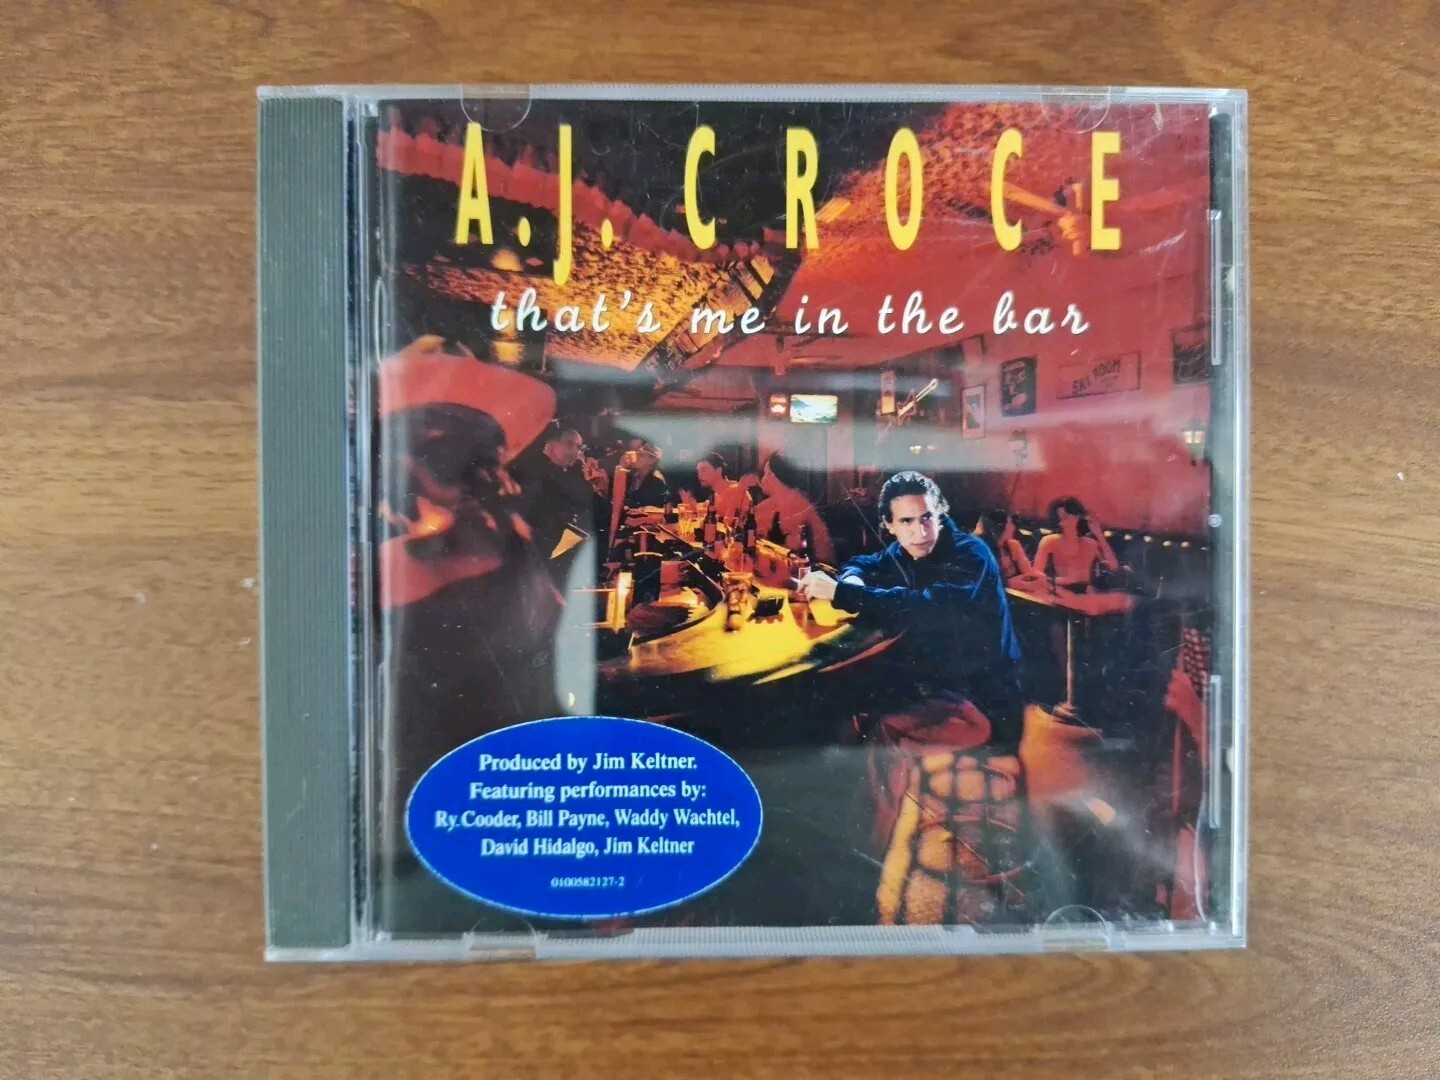 A.J. CROCE
that's me in the bar
SKI ROOM
Produced by Jim Keltner.
Featuring performances by:
Ry Cooder, Bill Payne, Waddy Wachtel,
David Hidalgo, Jim Keltner
0100582127-2